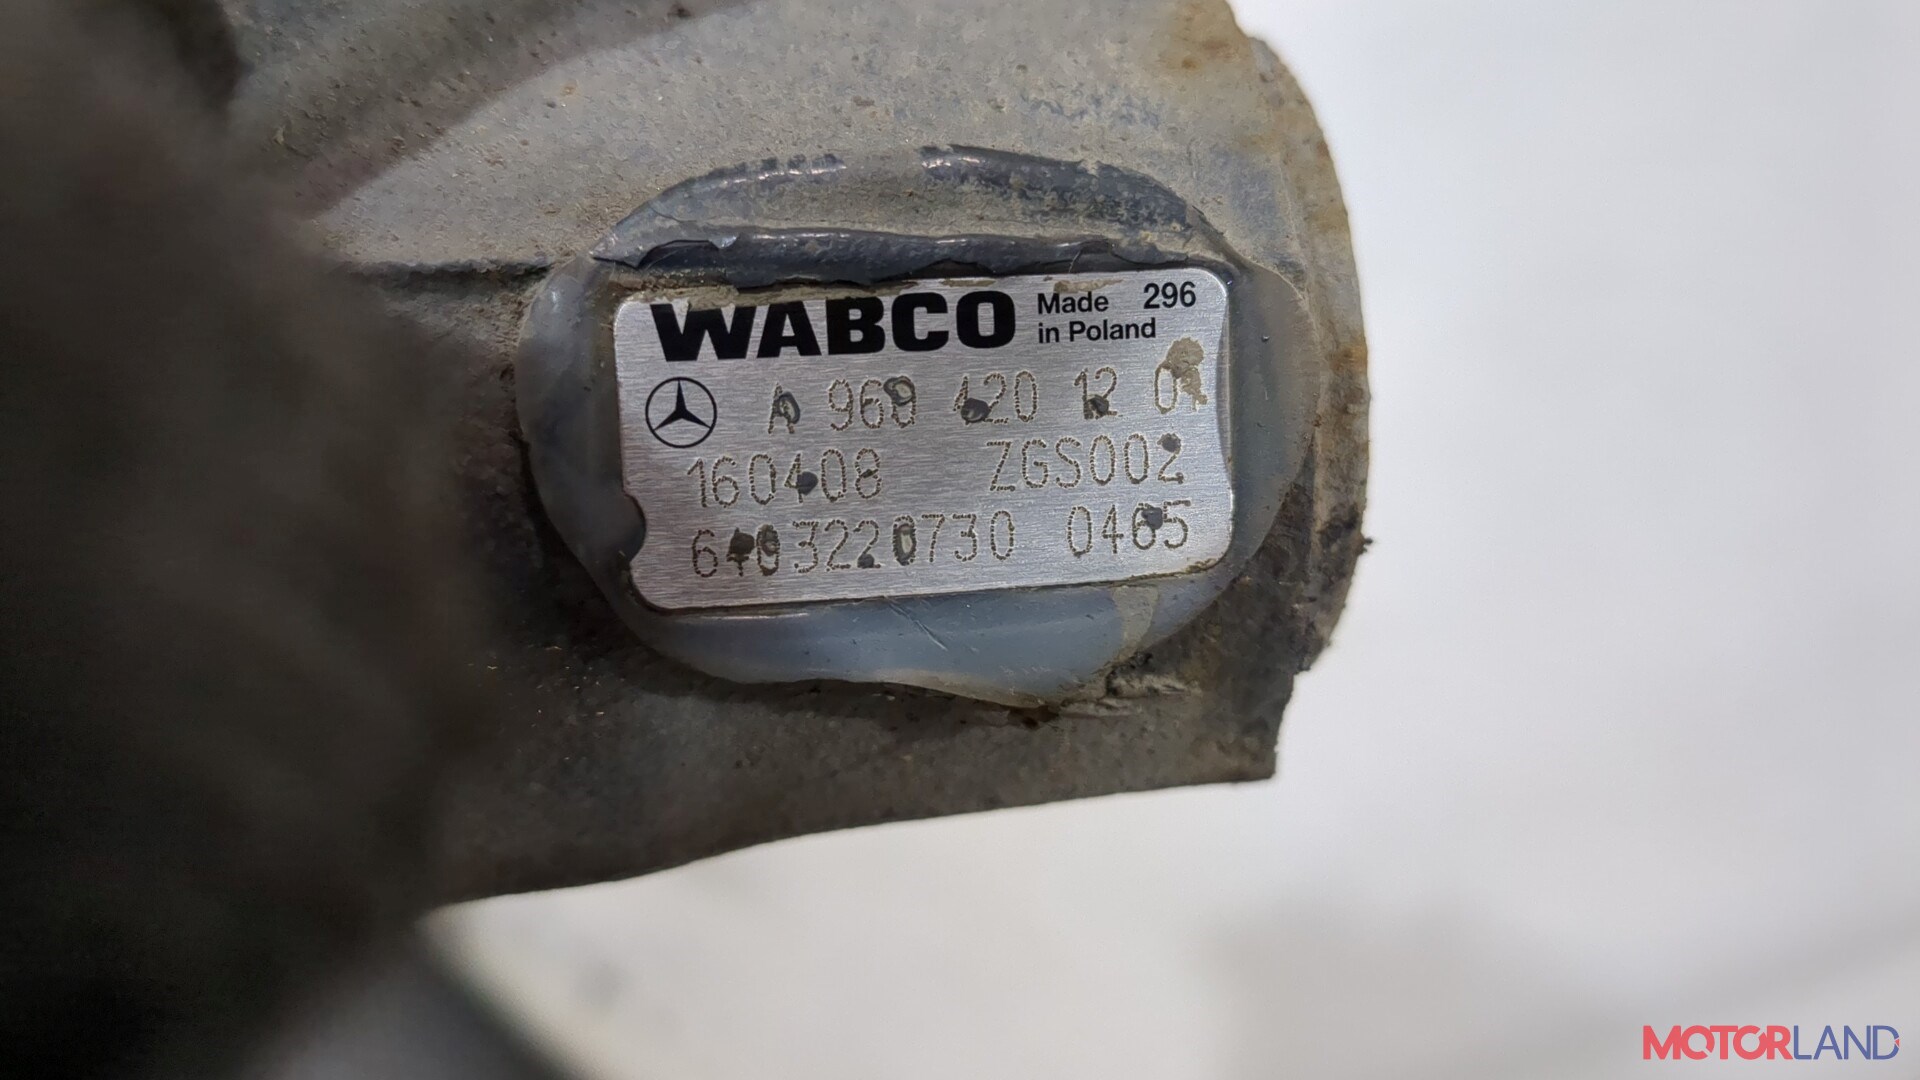 WABCO Made in Poland 296
A 960 420 12 01
160408 ZGS002
6403220730 0465
MOTORLAND